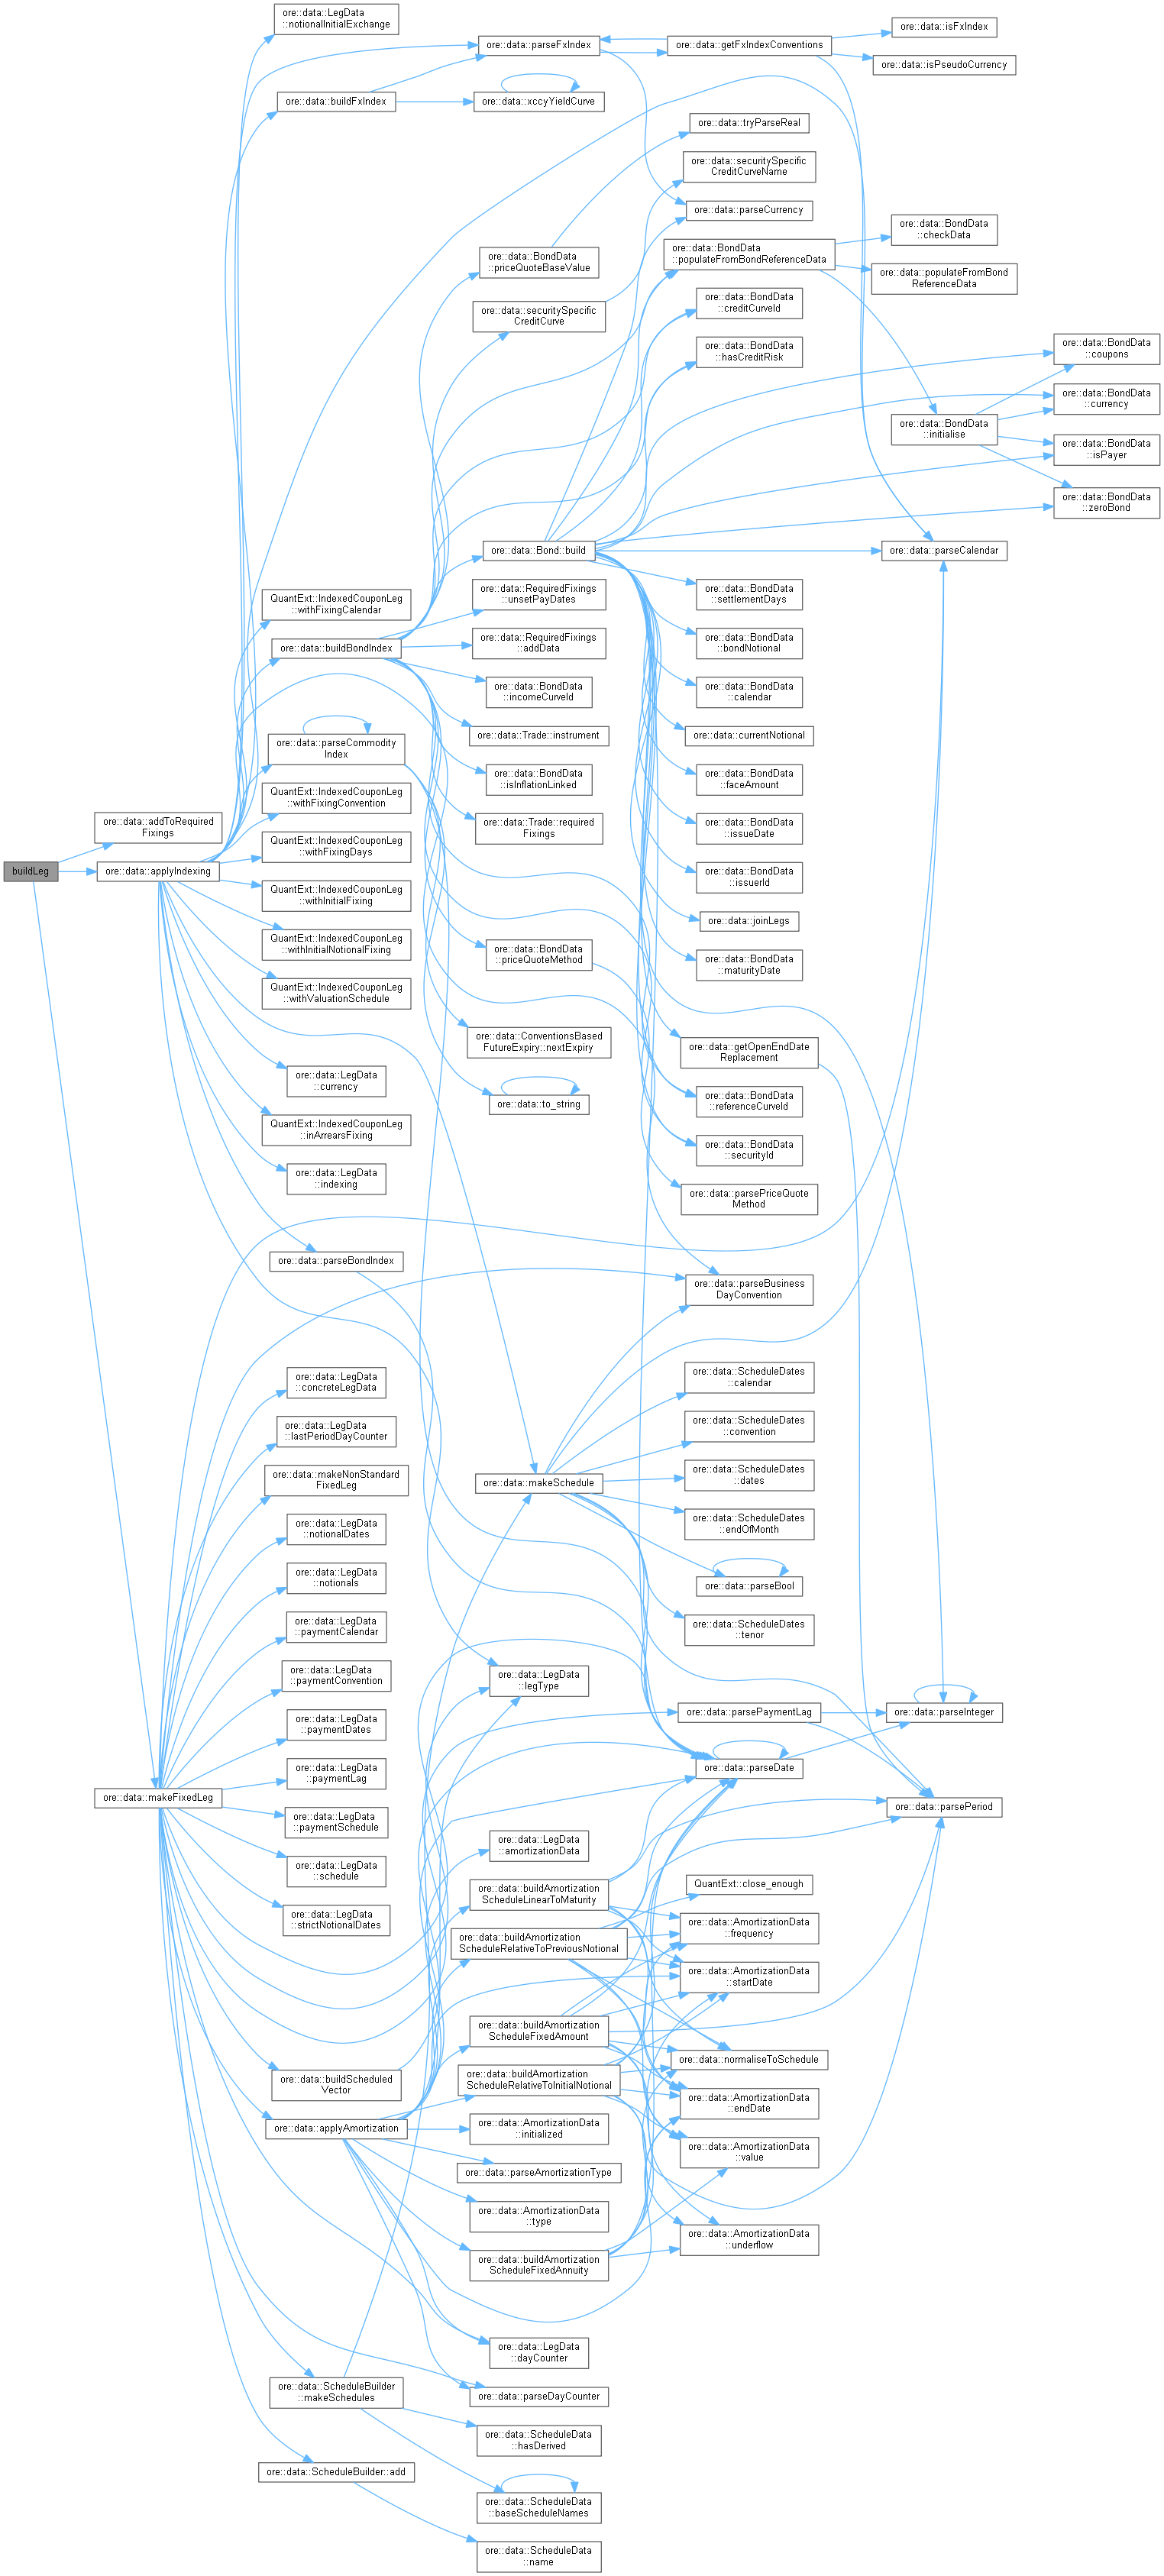 ore::data::LegData
::notionalInitialExchange
ore::data::parseFxIndex
ore::data::getFxIndexConventions
ore::data::isFxIndex
ore::data::isPseudoCurrency
ore::data::buildFxIndex
ore::data::xccyYieldCurve
ore::data::tryParseReal
ore::data::securitySpecific
CreditCurveName
ore::data::parseCurrency
ore::data::BondData
::priceQuoteBaseValue
ore::data::BondData
::populateFromBondReferenceData
ore::data::BondData
::checkData
ore::data::populateFromBond
ReferenceData
ore::data::securitySpecific
CreditCurve
ore::data::BondData
::creditCurveId
ore::data::BondData
::hasCreditRisk
ore::data::BondData
::coupons
ore::data::BondData
::currency
ore::data::BondData
::initialise
ore::data::BondData
::isPayer
ore::data::BondData
::zeroBond
ore::data::Bond::build
ore::data::parseCalendar
QuantExt::IndexedCouponLeg
::withFixingCalendar
ore::data::RequiredFixings
::unsetPayDates
ore::data::BondData
::settlementDays
ore::data::buildBondIndex
ore::data::RequiredFixings
::addData
ore::data::BondData
::bondNotional
ore::data::BondData
::incomeCurveId
ore::data::BondData
::calendar
ore::data::parseCommodity
Index
ore::data::Trade::instrument
ore::data::currentNotional
ore::data::BondData
::isInflationLinked
ore::data::BondData
::faceAmount
QuantExt::IndexedCouponLeg
::withFixingConvention
ore::data::addToRequired
Fixings
ore::data::Trade::required
Fixings
ore::data::BondData
::issueDate
QuantExt::IndexedCouponLeg
::withFixingDays
buildLeg
ore::data::applyIndexing
ore::data::BondData
::issuerId
QuantExt::IndexedCouponLeg
::withInitialFixing
ore::data::joinLegs
QuantExt::IndexedCouponLeg
::withInitialNotionalFixing
ore::data::BondData
::priceQuoteMethod
ore::data::BondData
::maturityDate
QuantExt::IndexedCouponLeg
::withValuationSchedule
ore::data::ConventionsBased
FutureExpiry::nextExpiry
ore::data::getOpenEndDate
Replacement
ore::data::LegData
::currency
ore::data::to_string
ore::data::BondData
::referenceCurveId
QuantExt::IndexedCouponLeg
::inArrearsFixing
ore::data::BondData
::securityId
ore::data::LegData
::indexing
ore::data::parsePriceQuote
Method
ore::data::parseBondIndex
ore::data::parseBusiness
DayConvention
ore::data::LegData
::concreteLegData
ore::data::ScheduleDates
::calendar
ore::data::LegData
::lastPeriodDayCounter
ore::data::ScheduleDates
::convention
ore::data::makeNonStandard
FixedLeg
ore::data::makeSchedule
ore::data::ScheduleDates
::dates
ore::data::LegData
::notionalDates
ore::data::ScheduleDates
::endOfMonth
ore::data::LegData
::notionals
ore::data::parseBool
ore::data::LegData
::paymentCalendar
ore::data::ScheduleDates
::tenor
ore::data::LegData
::paymentConvention
ore::data::LegData
::legType
ore::data::LegData
::paymentDates
ore::data::parsePaymentLag
ore::data::parseInteger
ore::data::LegData
::paymentLag
ore::data::parseDate
ore::data::makeFixedLeg
ore::data::parsePeriod
ore::data::LegData
::paymentSchedule
ore::data::LegData
::schedule
ore::data::LegData
::amortizationData
ore::data::LegData
::strictNotionalDates
ore::data::buildAmortization
ScheduleLinearToMaturity
QuantExt::close_enough
ore::data::buildAmortization
ScheduleRelativeToPreviousNotional
ore::data::AmortizationData
::frequency
ore::data::AmortizationData
::startDate
ore::data::buildAmortization
ScheduleFixedAmount
ore::data::normaliseToSchedule
ore::data::buildScheduled
Vector
ore::data::buildAmortization
ScheduleRelativeToInitialNotional
ore::data::AmortizationData
::endDate
ore::data::applyAmortization
ore::data::AmortizationData
::initialized
ore::data::AmortizationData
::value
ore::data::parseAmortizationType
ore::data::AmortizationData
::type
ore::data::AmortizationData
::underflow
ore::data::buildAmortization
ScheduleFixedAnnuity
ore::data::LegData
::dayCounter
ore::data::ScheduleBuilder
::makeSchedules
ore::data::parseDayCounter
ore::data::ScheduleData
::hasDerived
ore::data::ScheduleBuilder::add
ore::data::ScheduleData
::baseScheduleNames
ore::data::ScheduleData
::name